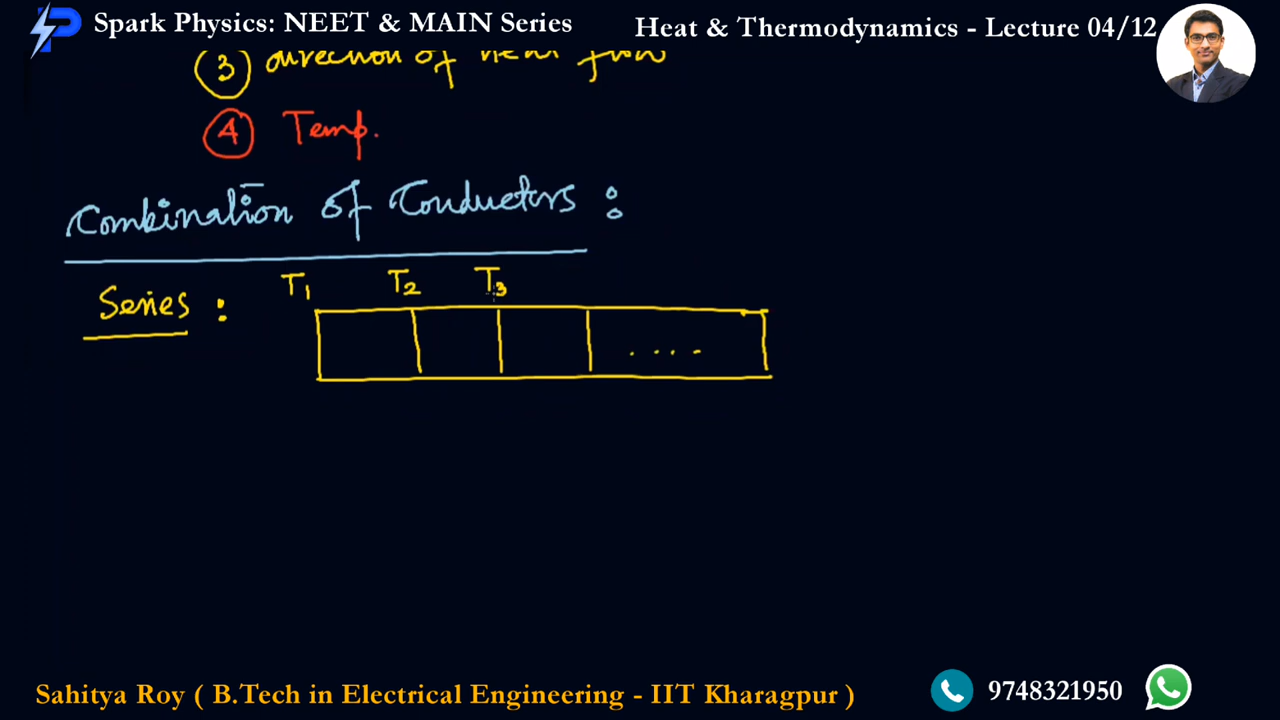 Spark Physics: NEET & MAIN Series
Heat & Thermodynamics - Lecture 04/12
(3) direction of heat flow
(4) Temp.
Combination of Conductors :
Series :
T1 T2 T3
....
Sahitya Roy ( B.Tech in Electrical Engineering - IIT Kharagpur )
9748321950